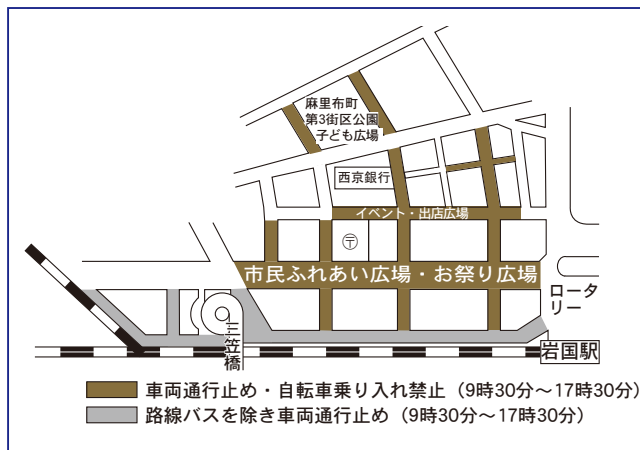 麻里布町
第3街区公園
子ども広場
西京銀行
イベント・出店広場
〒
市民ふれあい広場・お祭り広場
ロータ
リー
三笠橋
岩国駅
車両通行止め・自転車乗り入れ禁止（9時30分～17時30分）
路線バスを除き車両通行止め（9時30分～17時30分）